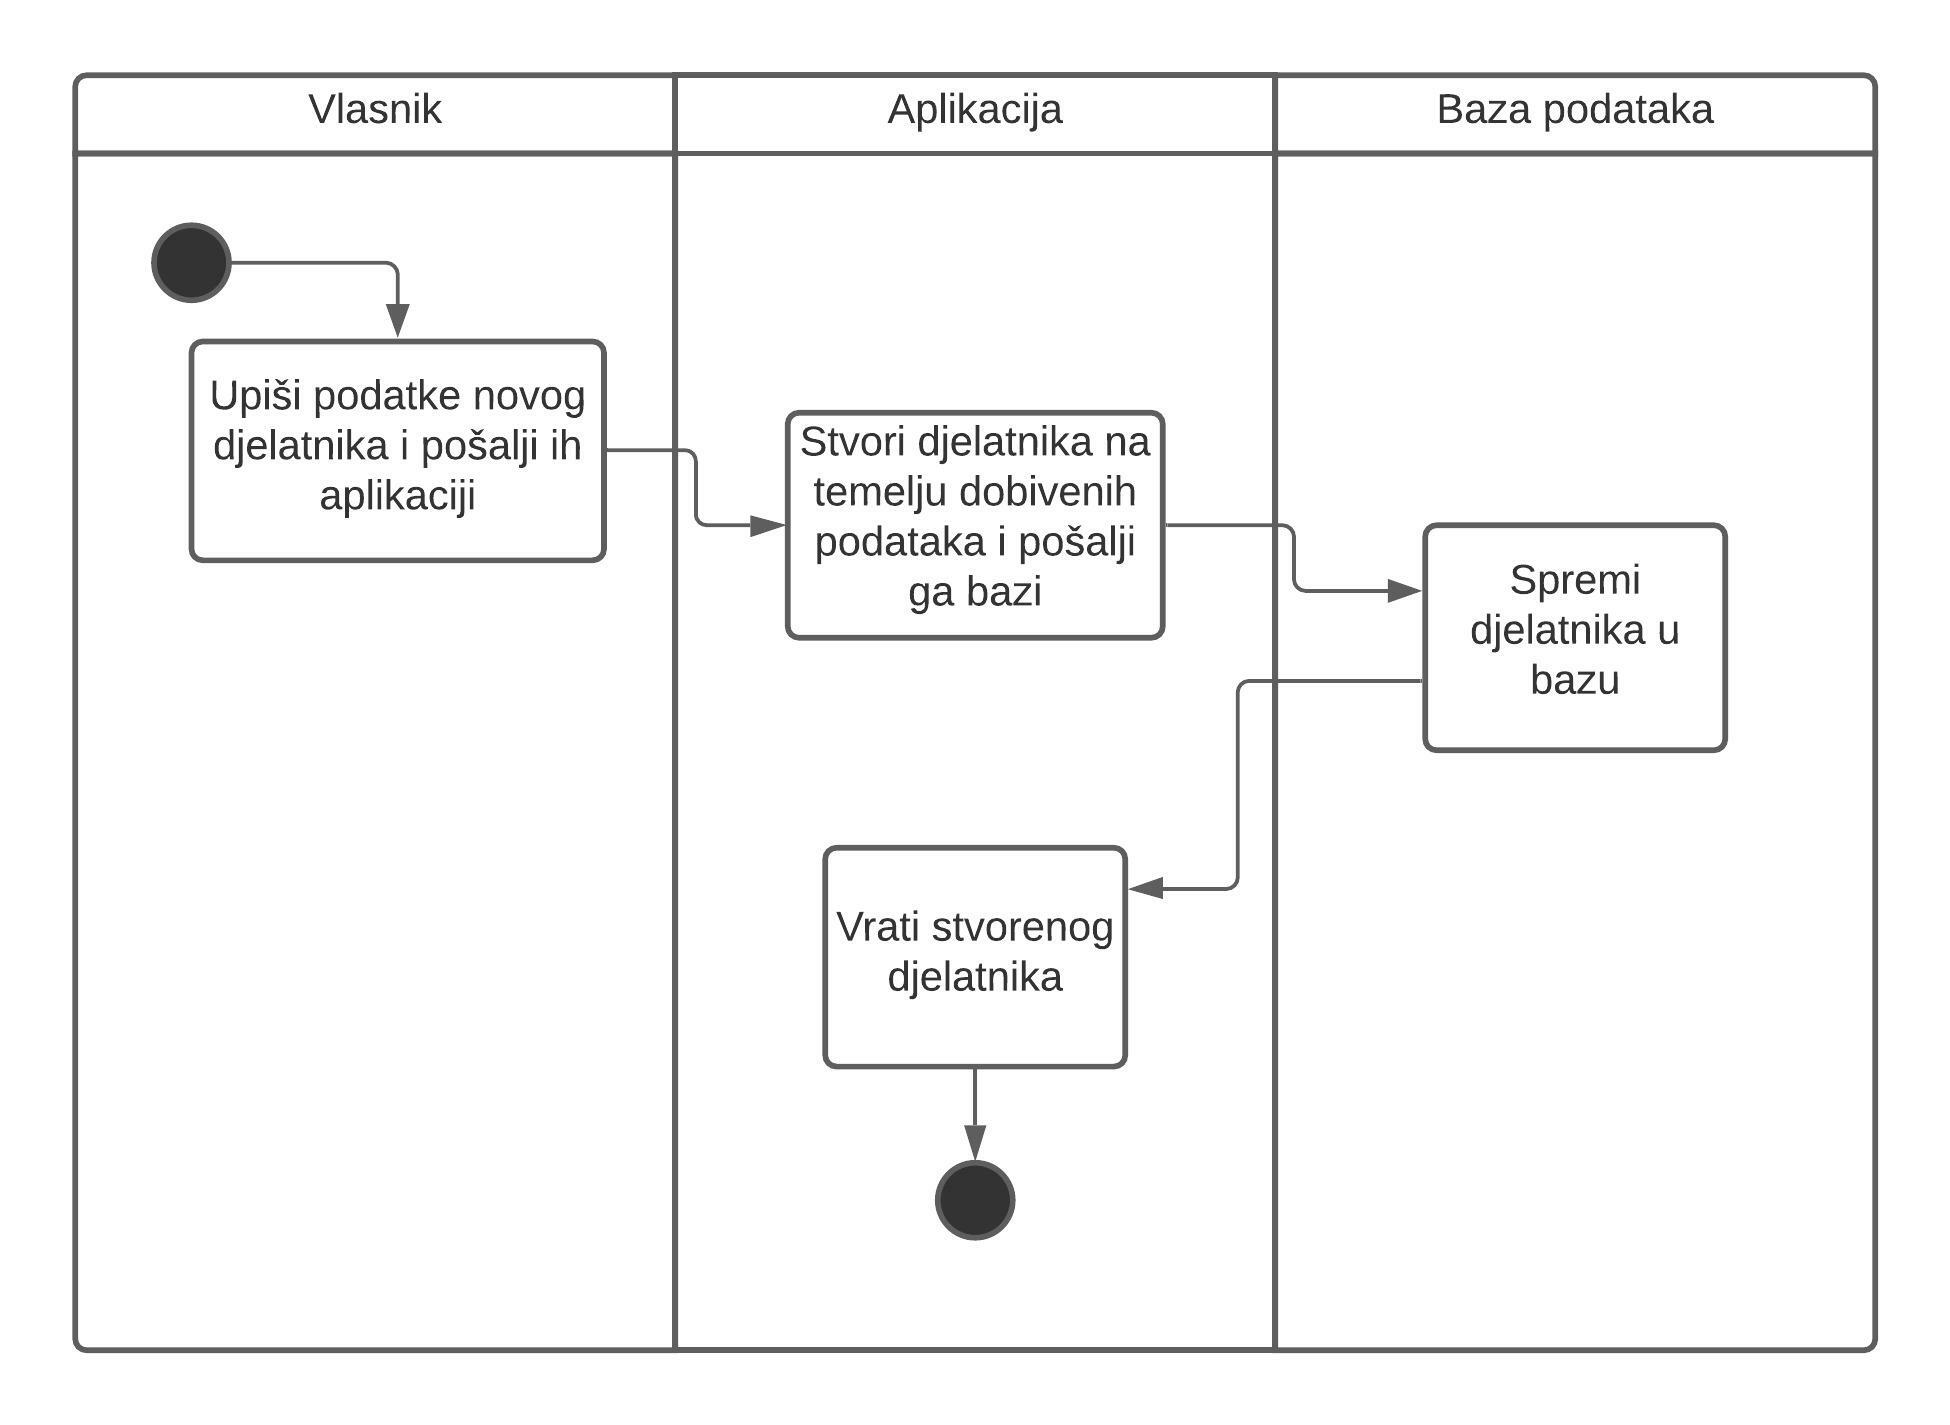 Vlasnik
Aplikacija
Baza podataka
Upiši podatke novog
djelatnika i pošalji ih
aplikaciji
Stvori djelatnika na
temelju dobivenih
podataka i pošalji
ga bazi
Spremi
djelatnika u
bazu
Vrati stvorenog
djelatnika